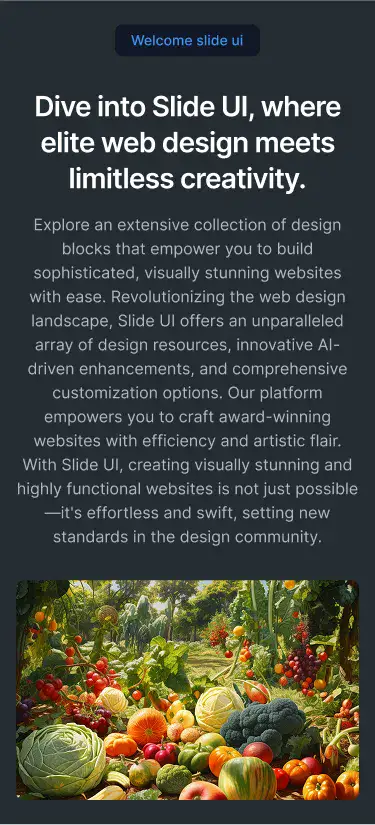 Welcome slide ui
Dive into Slide UI, where
elite web design meets
limitless creativity.
Explore an extensive collection of design
blocks that empower you to build
sophisticated, visually stunning websites
with ease. Revolutionizing the web design
landscape, Slide UI offers an unparalleled
array of design resources, innovative AI-
driven enhancements, and comprehensive
customization options. Our platform
empowers you to craft award-winning
websites with efficiency and artistic flair.
With Slide UI, creating visually stunning and
highly functional websites is not just possible
—it's effortless and swift, setting new
standards in the design community.